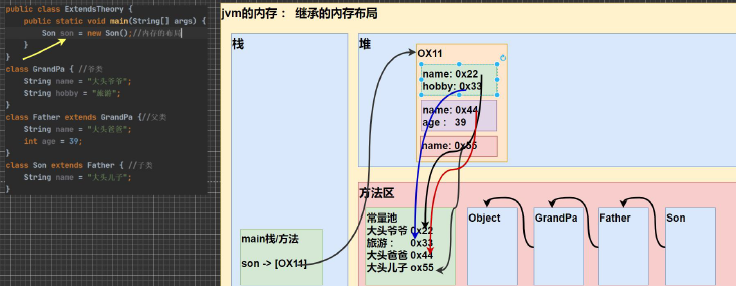 public class ExtendsTheory {
public static void main(String[] args) {
Son son = new Son();//内存的布局
}
}
class GrandPa { //爷类
String name = "大头爷爷";
String hobby = "旅游";
}
class Father extends GrandPa {//父类
String name = "大头爸爸";
int age = 39;
}
class Son extends Father { //子类
String name = "大头儿子";
}
jvm的内存： 继承的内存布局
栈
main栈/方法
son -> [OX11]
堆
OX11
name: 0x22
hobby: 0x33
name: 0x44
age： 39
name: 0x55
方法区
常量池
大头爷爷 0x22
旅游： 0x33
大头爸爸 0x44
大头儿子 ox55
Object
GrandPa
Father
Son